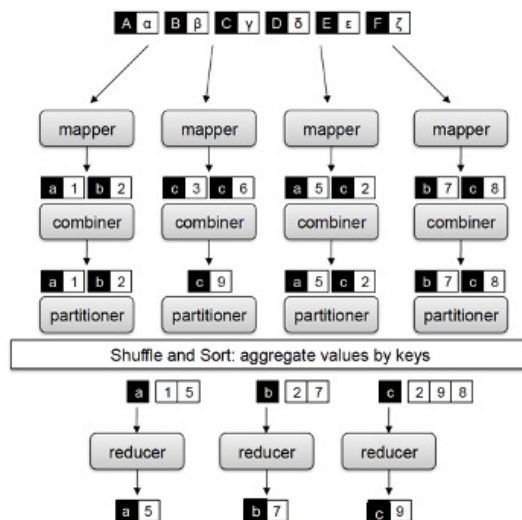 A α B β C γ D δ E ε F ζ
mapper mapper mapper mapper
a 1 b 2 c 3 c 6 a 5 c 2 b 7 c 8
combiner combiner combiner combiner
a 1 b 2 c 9 a 5 c 2 b 7 c 8
partitioner partitioner partitioner partitioner
Shuffle and Sort: aggregate values by keys
a 1 5 b 2 7 c 2 9 8
reducer reducer reducer
a 5 b 7 c 9